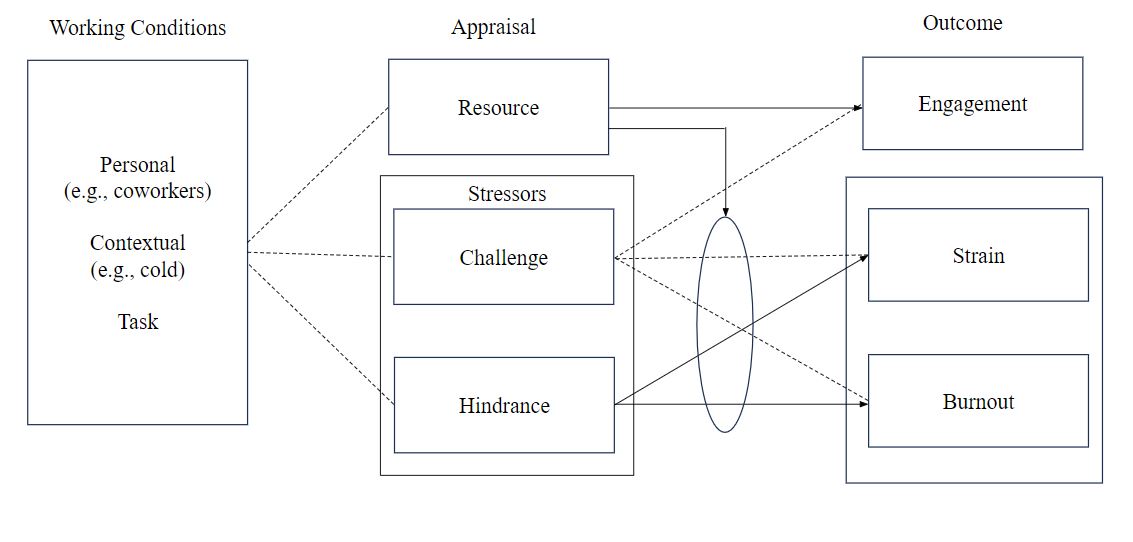 Working Conditions
Appraisal
Outcome
Personal
(e.g., coworkers)
Contextual
(e.g., cold)
Task
Resource
Stressors
Challenge
Hindrance
Engagement
Strain
Burnout